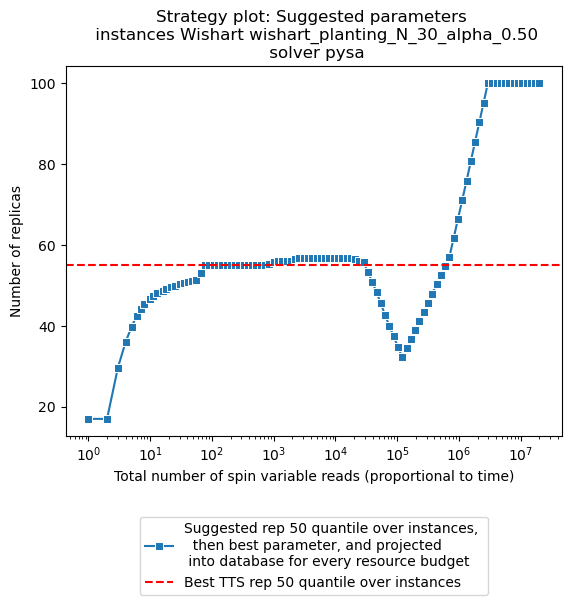 Strategy plot: Suggested parameters
instances Wishart wishart_planting_N_30_alpha_0.50
solver pysa
100
80
60
40
20
Number of replicas
10^0 10^1 10^2 10^3 10^4 10^5 10^6 10^7
Total number of spin variable reads (proportional to time)
Suggested rep 50 quantile over instances,
then best parameter, and projected
into database for every resource budget
Best TTS rep 50 quantile over instances